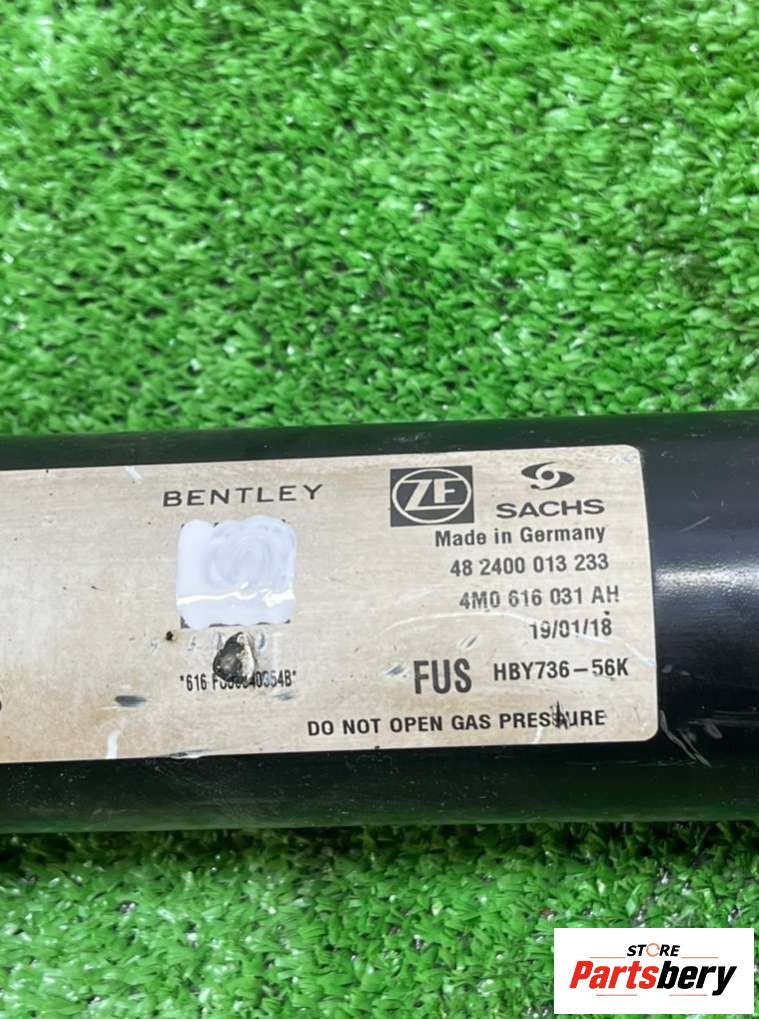 BENTLEY
ZF
SACHS
Made in Germany
48 2400 013 233
4M0 616 031 AH
19/01/18
FUS HBY736-56K
DO NOT OPEN GAS PRESSURE
*616
STORE
Partsbery